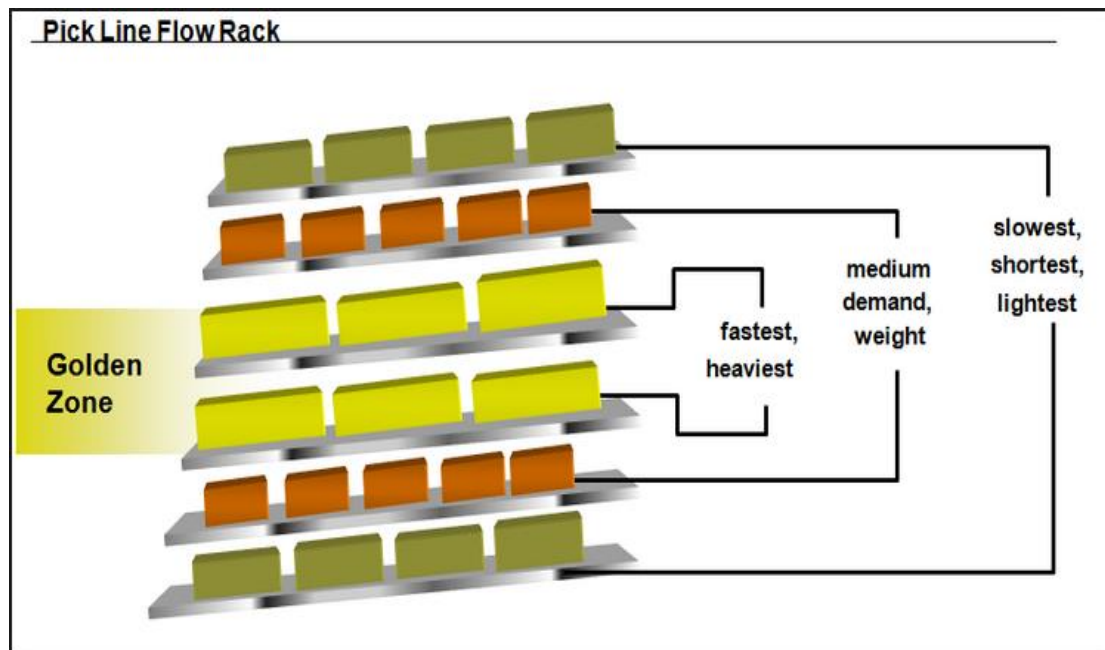 Pick Line Flow Rack
Golden
Zone
fastest,
heaviest
medium
demand,
weight
slowest,
shortest,
lightest